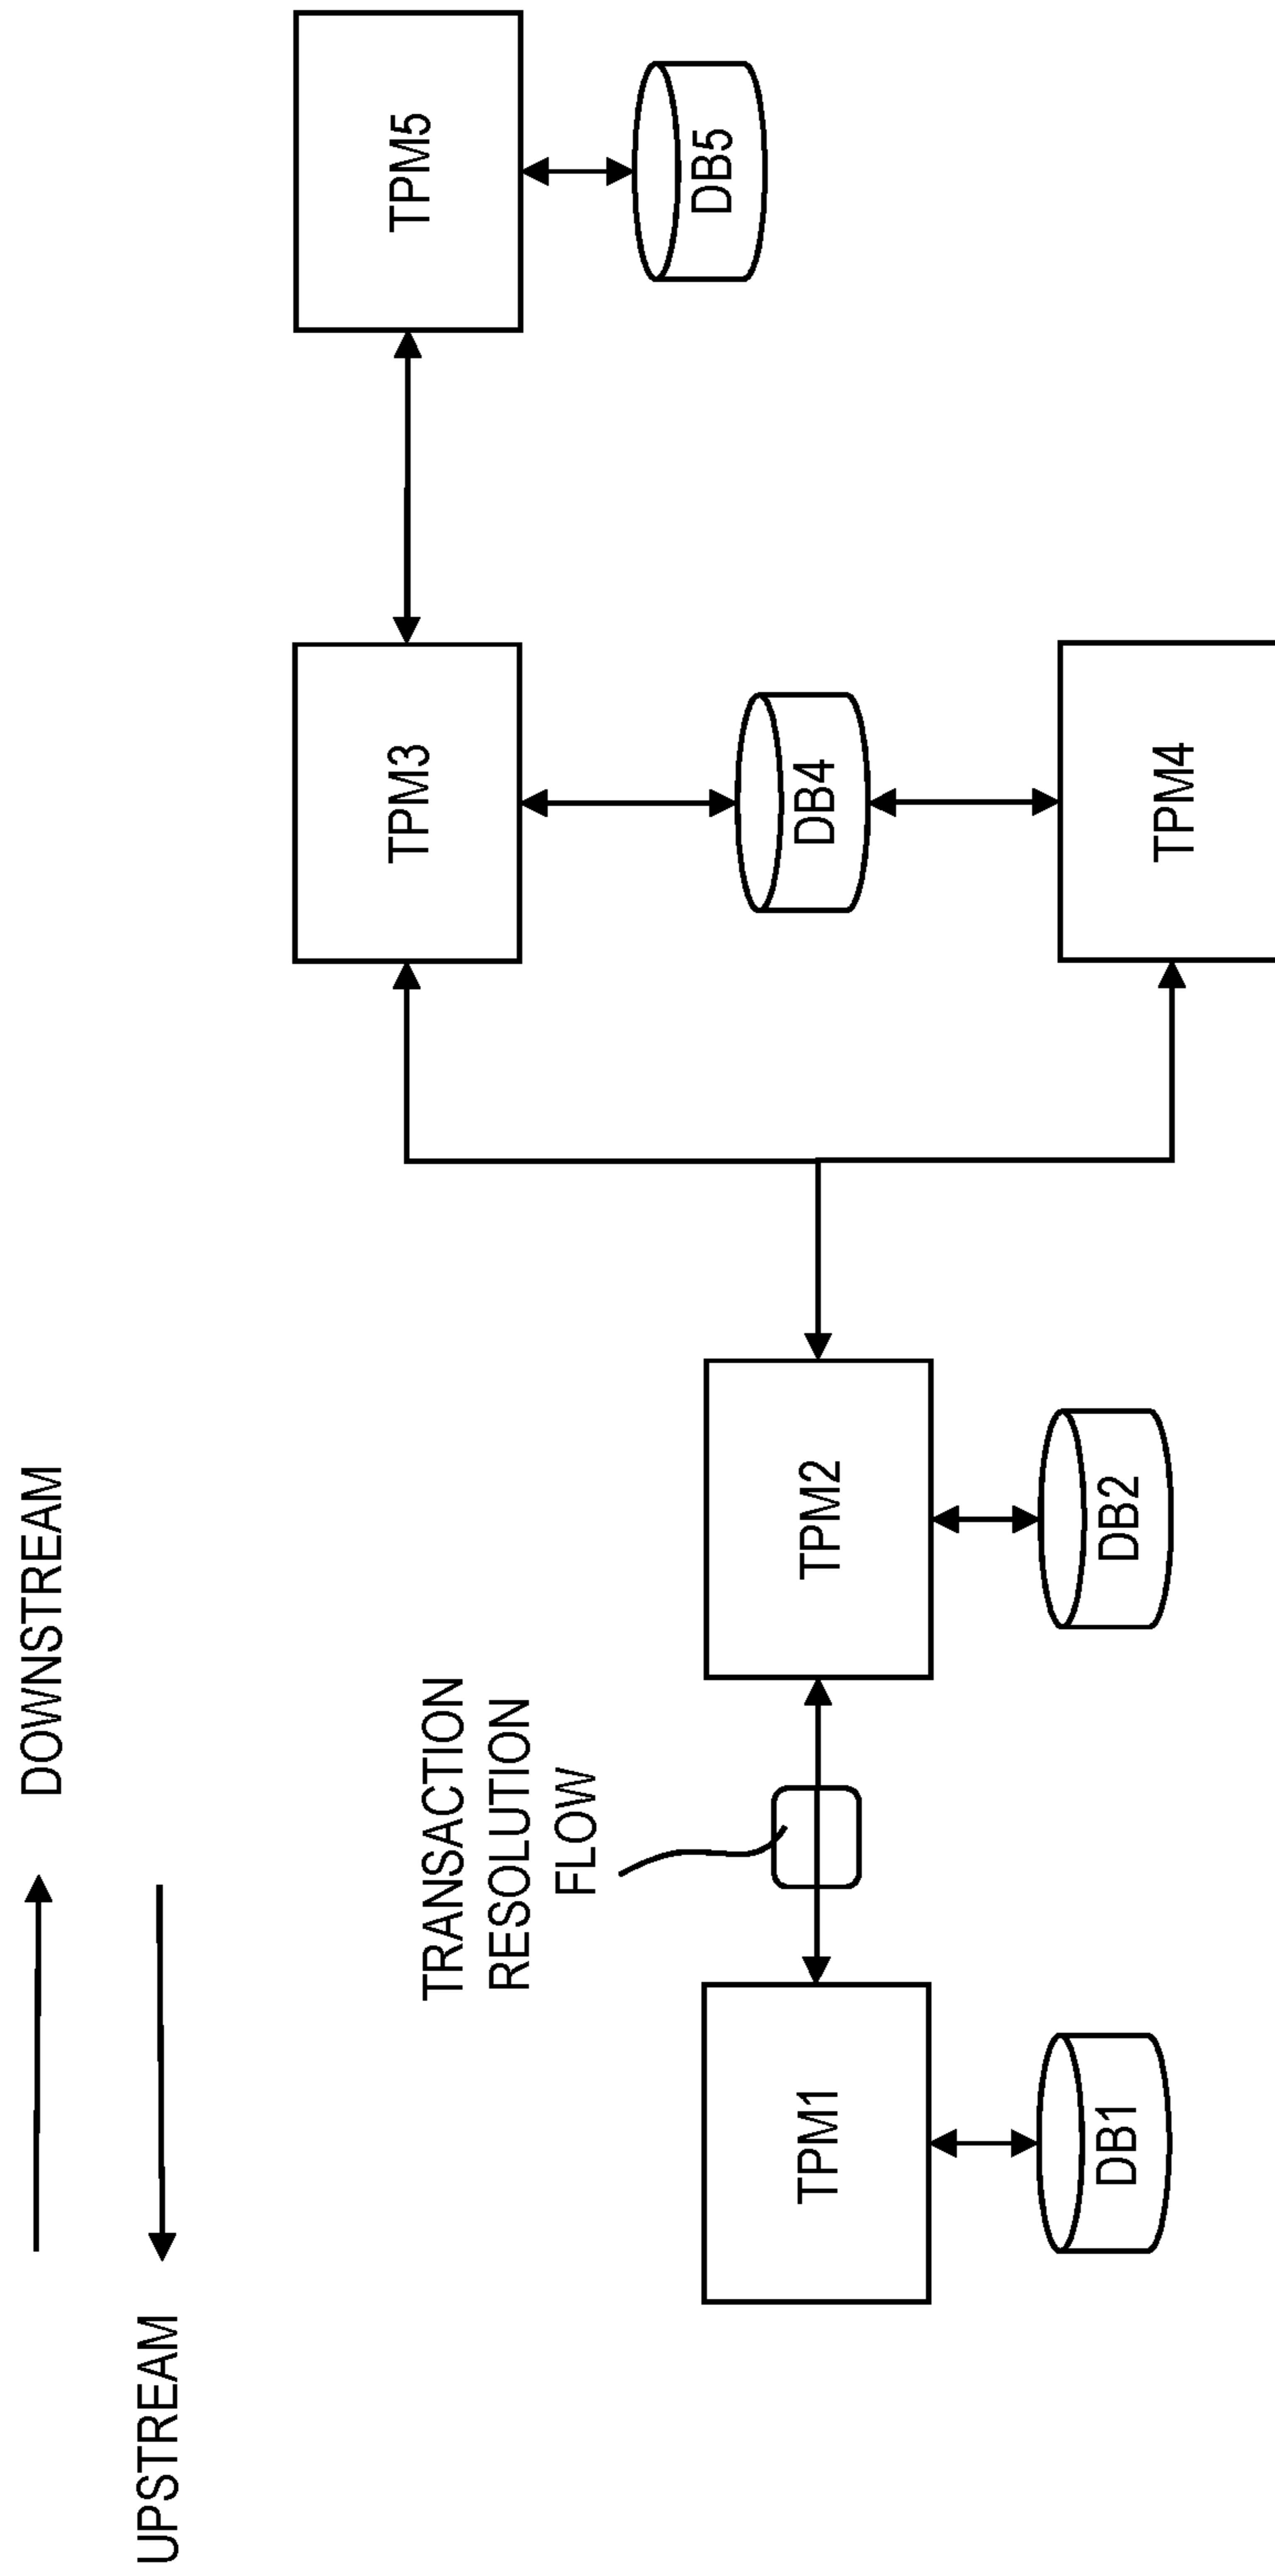 DOWNSTREAM
UPSTREAM
TRANSACTION
RESOLUTION
FLOW
TPM1
DB1
TPM2
DB2
TPM3
DB4
TPM4
TPM5
DB5